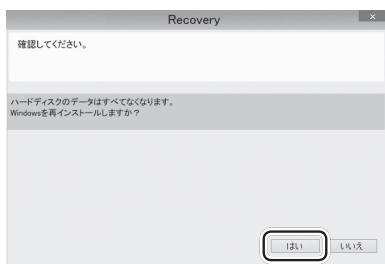 Recovery
確認してください。
ハードディスクのデータはすべてなくなります。
Windowsを再インストールしますか？
はい
いいえ